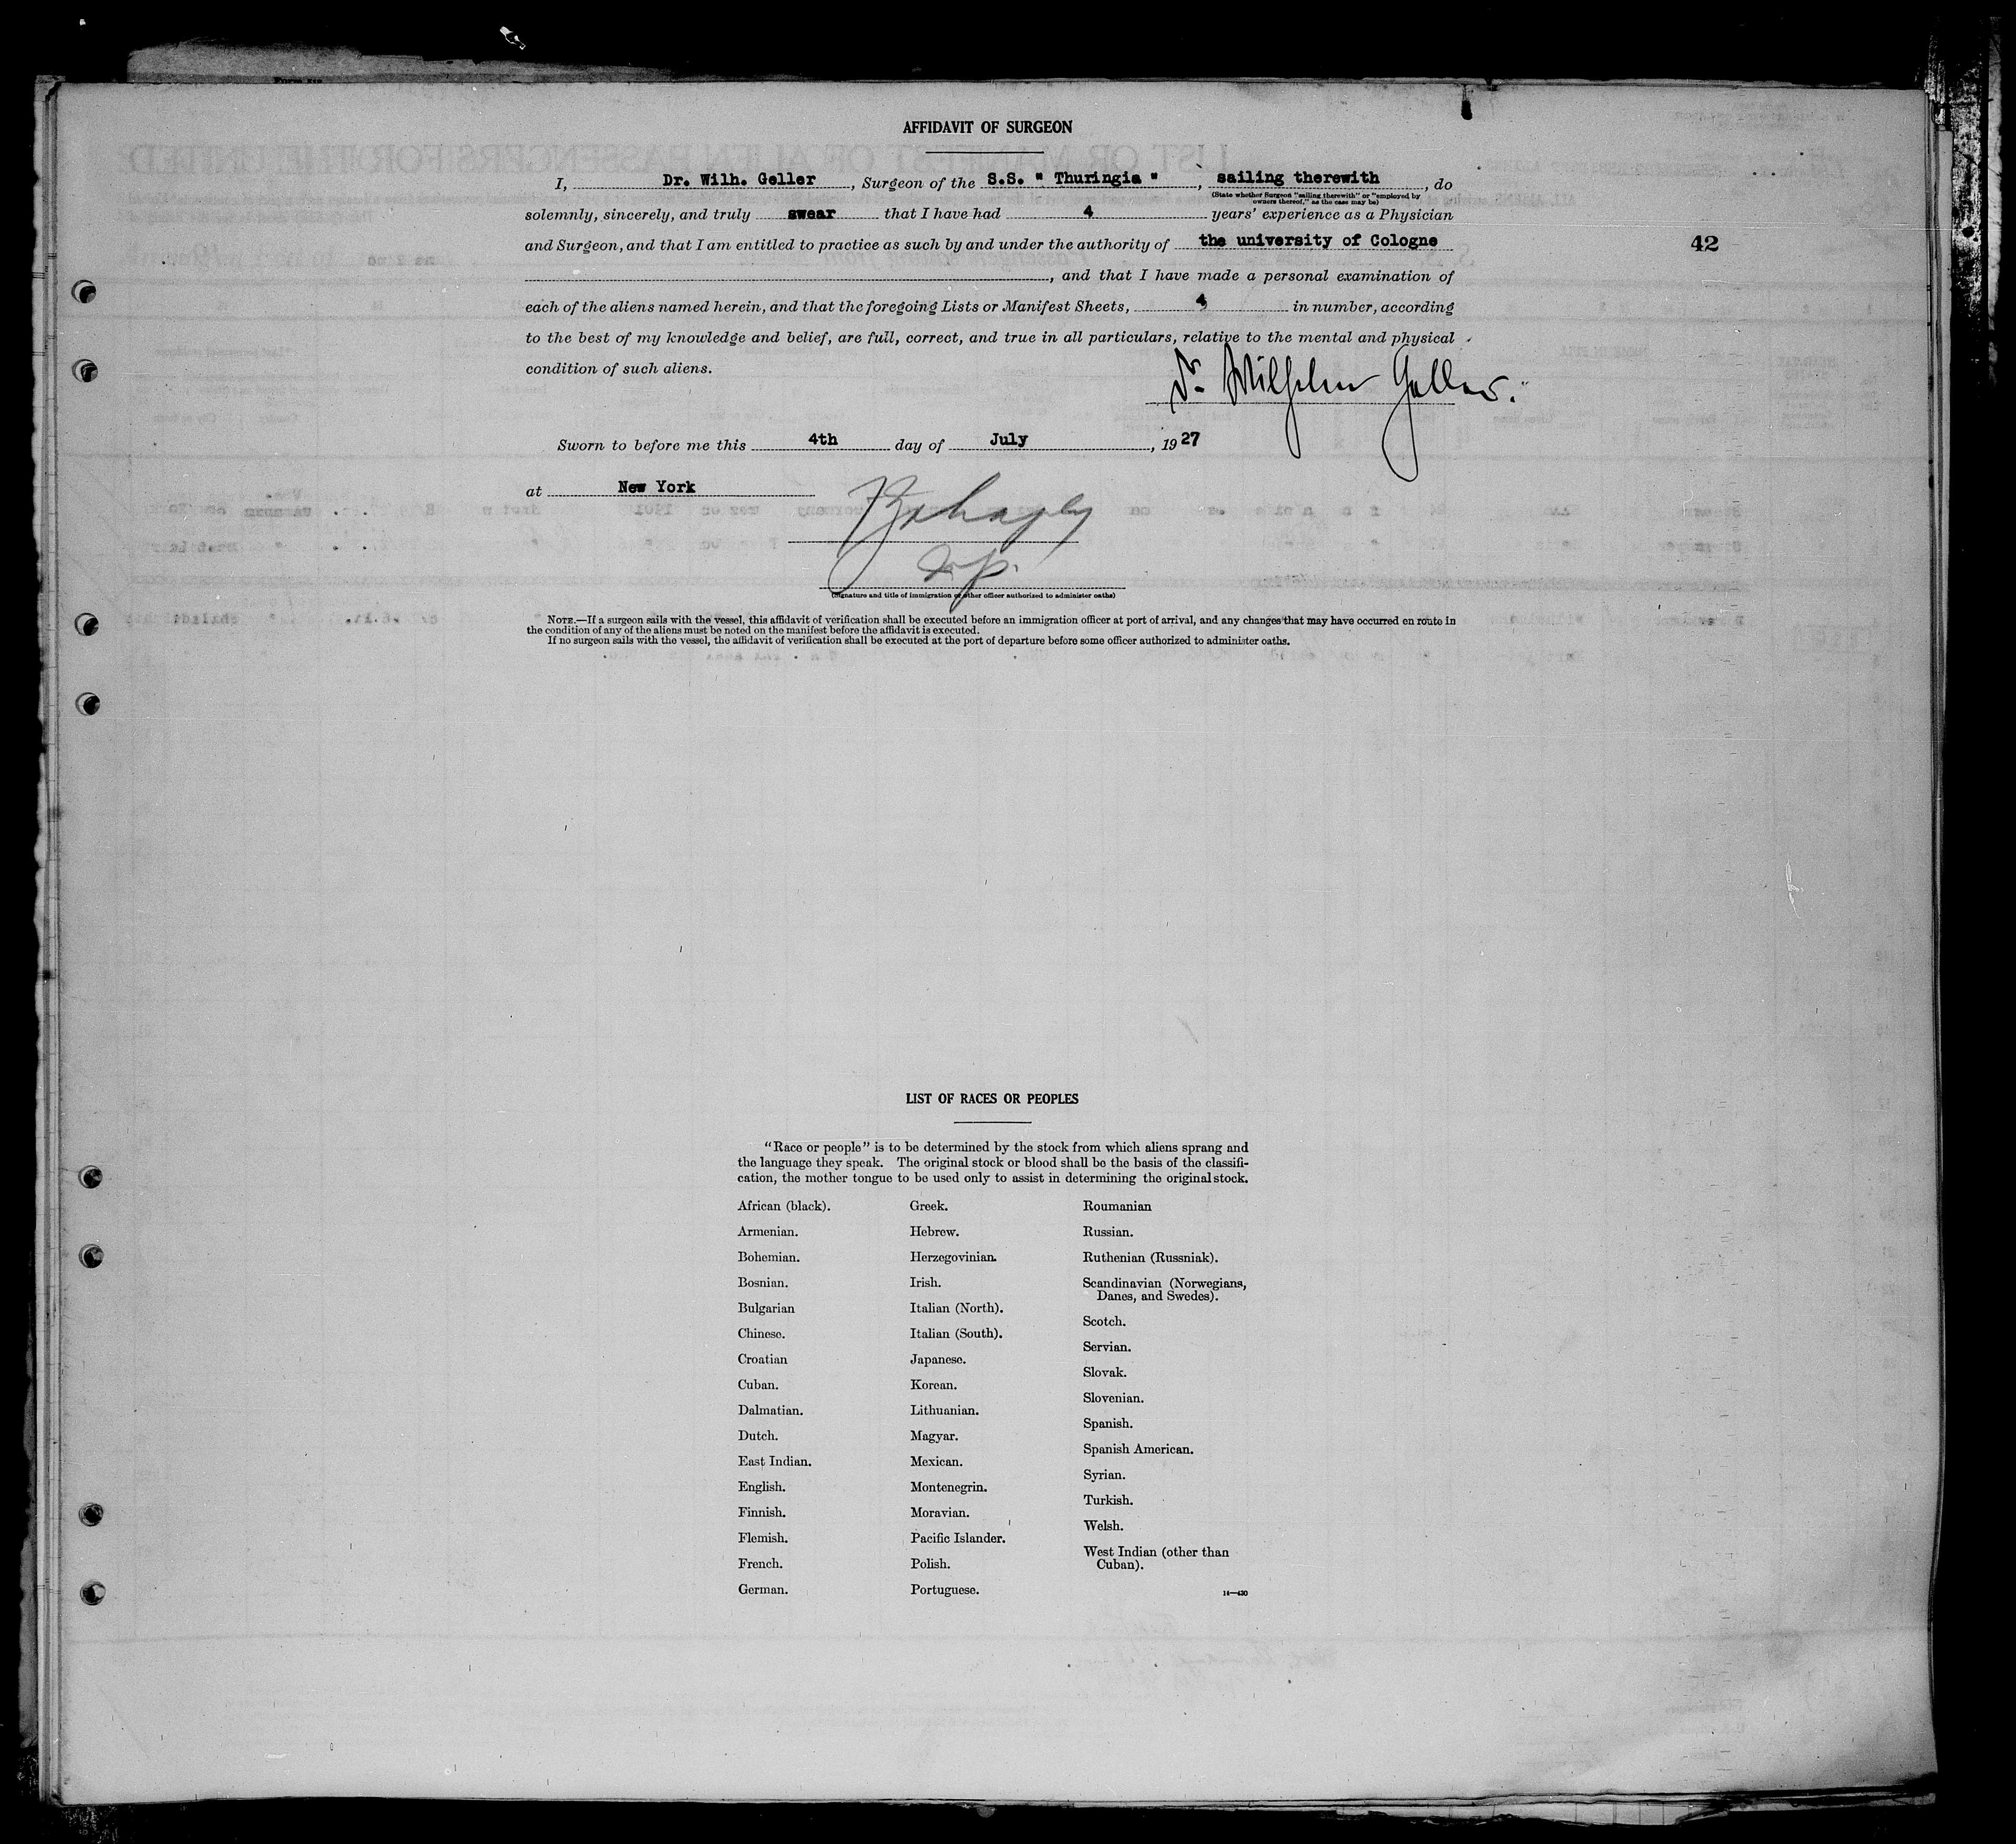 AFFIDAVIT OF SURGEON
I, Dr. Wilh. Geller, Surgeon of the S.S. " Thuringia ", sailing therewith, do
(State whether Surgeon "sailing therewith" or "employed by
owners thereof," as the case may be)
solemnly, sincerely, and truly swear that I have had 4 years' experience as a Physician
and Surgeon, and that I am entitled to practice as such by and under the authority of the university of Cologne
42
, and that I have made a personal examination of
each of the aliens named herein, and that the foregoing Lists or Manifest Sheets, 4 in number, according
to the best of my knowledge and belief, are full, correct, and true in all particulars, relative to the mental and physical
condition of such aliens.
Dr. Wilhelm Geller.
Sworn to before me this 4th day of July, 1927
at New York
(Signature and title of immigration or other officer authorized to administer oaths)
NOTE.—If a surgeon sails with the vessel, this affidavit of verification shall be executed before an immigration officer at port of arrival, and any changes that may have occurred en route in
the condition of any of the aliens must be noted on the manifest before the affidavit is executed.
If no surgeon sails with the vessel, the affidavit of verification shall be executed at the port of departure before some officer authorized to administer oaths.
LIST OF RACES OR PEOPLES
"Race or people" is to be determined by the stock from which aliens sprang and
the language they speak. The original stock or blood shall be the basis of the classifi-
cation, the mother tongue to be used only to assist in determining the original stock.
African (black).
Armenian.
Bohemian.
Bosnian.
Bulgarian
Chinese.
Croatian
Cuban.
Dalmatian.
Dutch.
East Indian.
English.
Finnish.
Flemish.
French.
German.
Greek.
Hebrew.
Herzegovinian.
Irish.
Italian (North).
Italian (South).
Japanese.
Korean.
Lithuanian.
Magyar.
Mexican.
Montenegrin.
Moravian.
Pacific Islander.
Polish.
Portuguese.
Roumanian
Russian.
Ruthenian (Russniak).
Scandinavian (Norwegians,
Danes, and Swedes).
Scotch.
Servian.
Slovak.
Slovenian.
Spanish.
Spanish American.
Syrian.
Turkish.
Welsh.
West Indian (other than
Cuban).
14—430